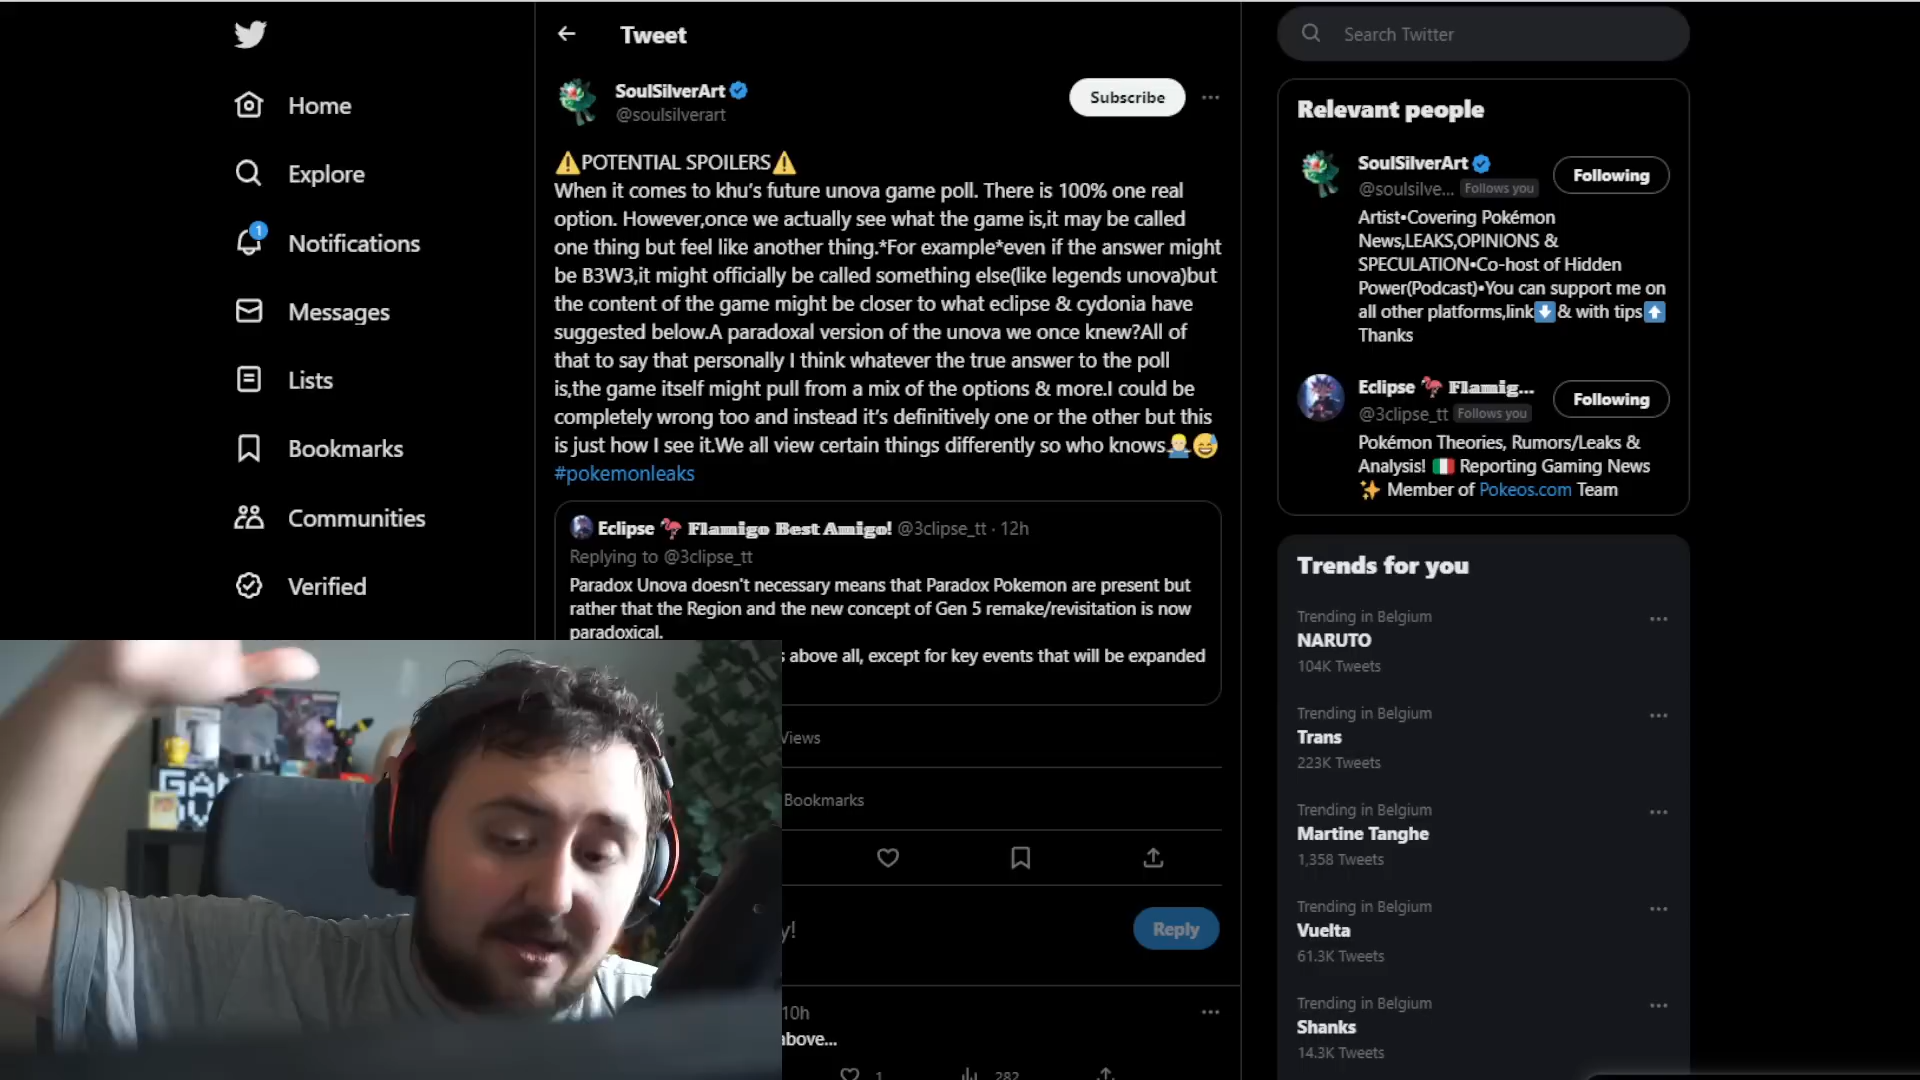 Home
Explore
1
Notifications
Messages
Lists
Bookmarks
Communities
Verified
Tweet
SoulSilverArt
@soulsilverart
Subscribe
⚠️POTENTIAL SPOILERS⚠️
When it comes to khu's future unova game poll. There is 100% one real
option. However,once we actually see what the game is,it may be called
one thing but feel like another thing.*For example*even if the answer might
be B3W3,it might officially be called something else(like legends unova)but
the content of the game might be closer to what eclipse & cydonia have
suggested below.A paradoxal version of the unova we once knew?All of
that to say that personally I think whatever the true answer to the poll
is,the game itself might pull from a mix of the options & more.I could be
completely wrong too and instead it's definitively one or the other but this
is just how I see it.We all view certain things differently so who knows🤷🏼‍♂️😅
#pokemonleaks
Eclipse 🦩 Flamigo Best Amigo! @3clipse_tt · 12h
Replying to @3clipse_tt
Paradox Unova doesn't necessary means that Paradox Pokemon are present but
rather that the Region and the new concept of Gen 5 remake/revisitation is now
paradoxical.
above all, except for key events that will be expanded
Views
Bookmarks
Reply
10h
above...
1
282
Search Twitter
Relevant people
SoulSilverArt
@soulsilve... Follows you
Following
Artist•Covering Pokémon
News,LEAKS,OPINIONS &
SPECULATION•Co-host of Hidden
Power(Podcast)•You can support me on
all other platforms,link⬇️& with tips⬆️
Thanks
Eclipse 🦩 Flamig...
@3clipse_tt Follows you
Following
Pokémon Theories, Rumors/Leaks &
Analysis! 🇮🇹 Reporting Gaming News
✨ Member of Pokeos.com Team
Trends for you
Trending in Belgium
NARUTO
104K Tweets
Trending in Belgium
Trans
223K Tweets
Trending in Belgium
Martine Tanghe
1,358 Tweets
Trending in Belgium
Vuelta
61.3K Tweets
Trending in Belgium
Shanks
14.3K Tweets